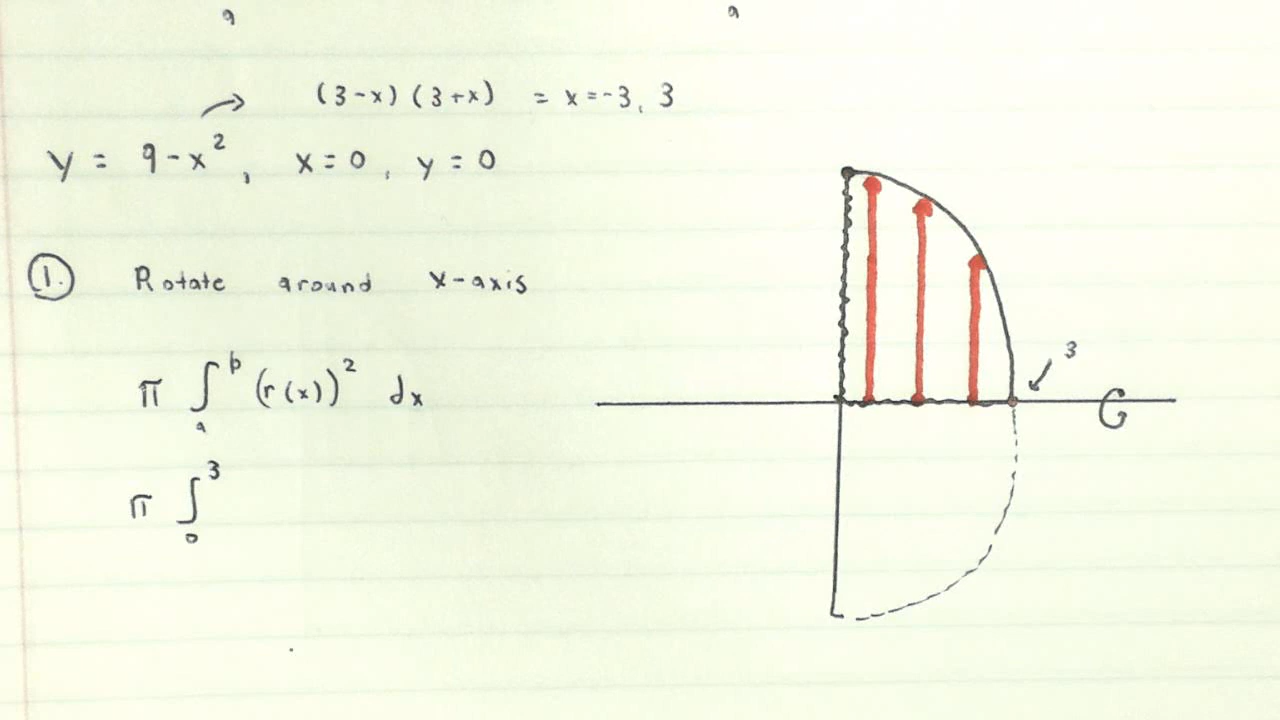 a a
(3-x) (3+x) = x=-3, 3
y = 9-x², x=0, y=0
1. Rotate around x-axis
3
π ∫ₐᵇ (r(x))² dx
π ∫₀³